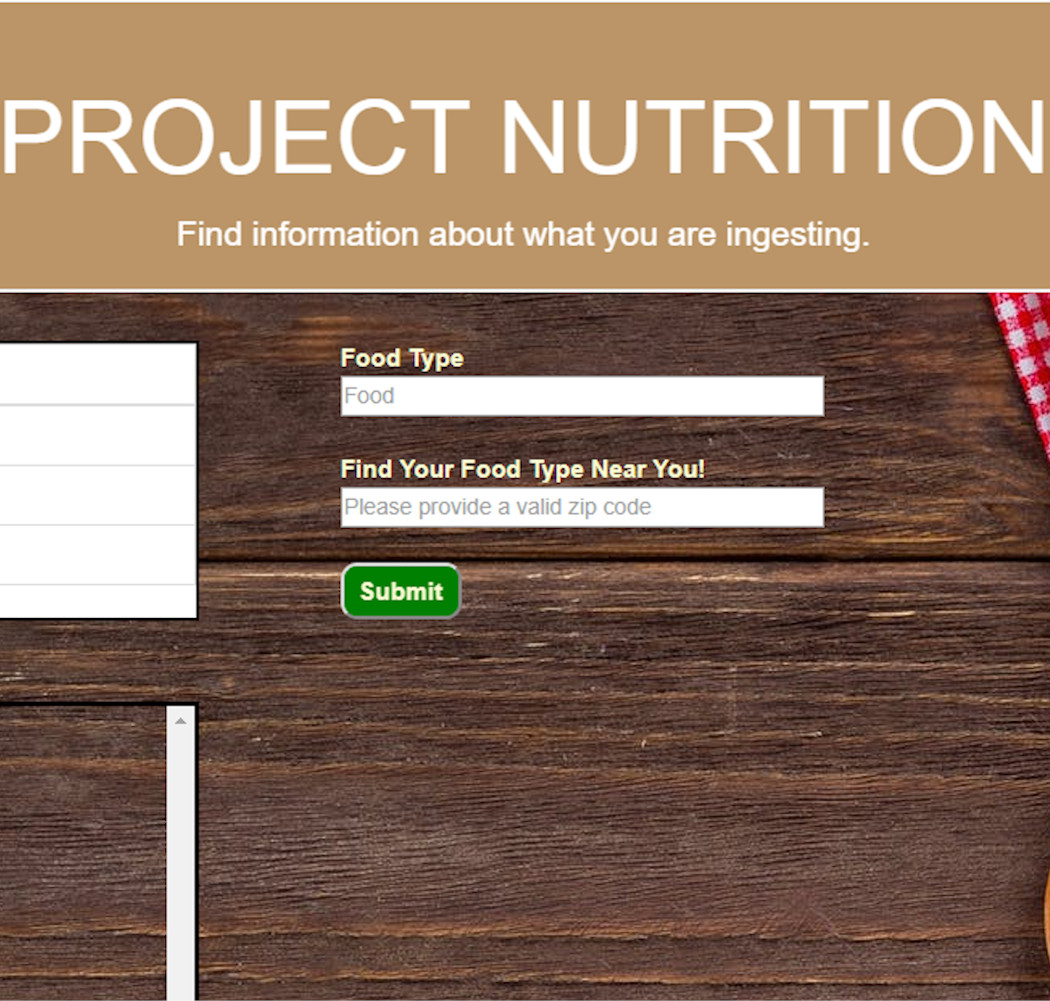 PROJECT NUTRITION
Find information about what you are ingesting.
Food Type
Food
Find Your Food Type Near You!
Please provide a valid zip code
Submit